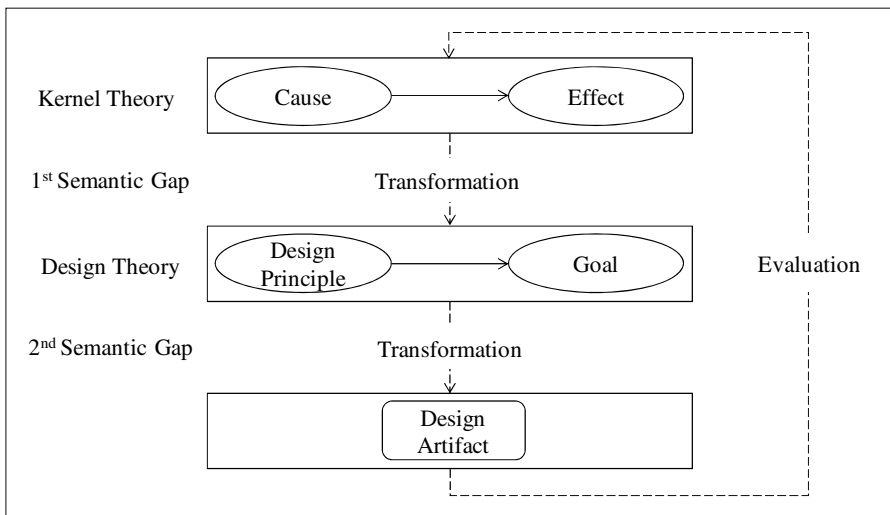 Kernel Theory
Cause
Effect
1st Semantic Gap
Transformation
Design Theory
Design
Principle
Goal
Evaluation
2nd Semantic Gap
Transformation
Design
Artifact